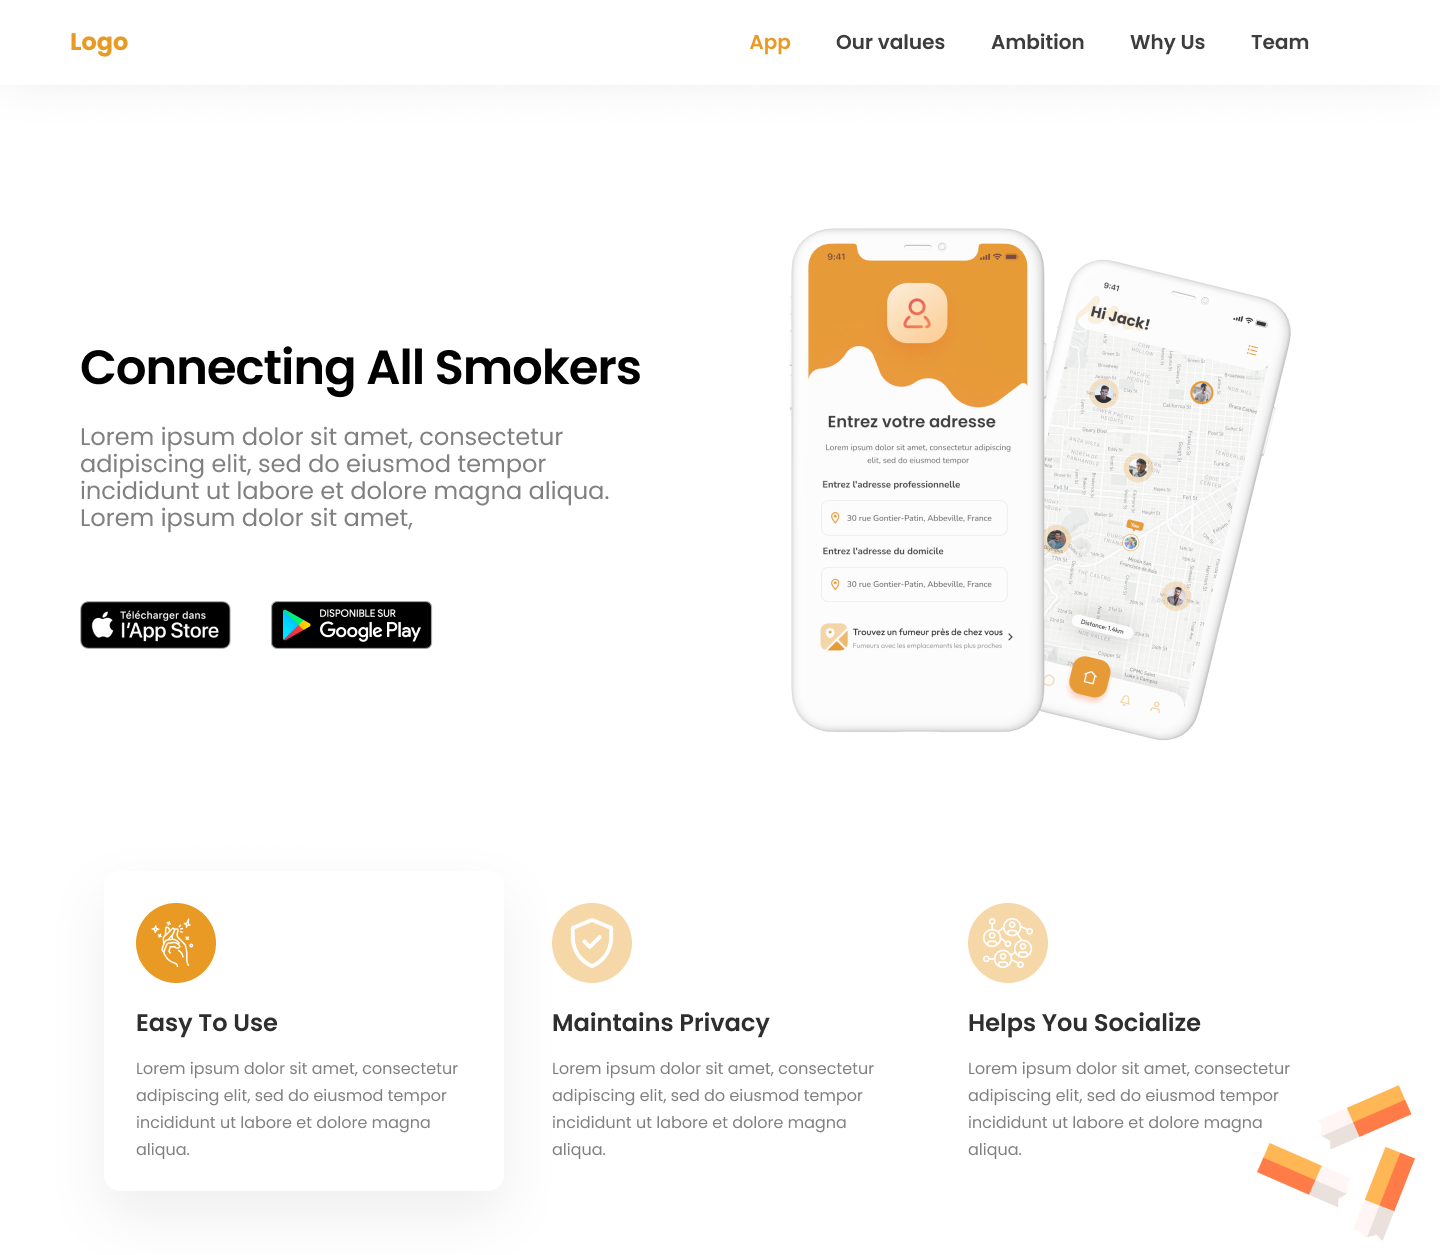 Logo
App
Our values
Ambition
Why Us
Team
Connecting All Smokers
Lorem ipsum dolor sit amet, consectetur
adipiscing elit, sed do eiusmod tempor
incididunt ut labore et dolore magna aliqua.
Lorem ipsum dolor sit amet,
Télécharger dans
l'App Store
DISPONIBLE SUR
Google Play
9:41
Entrez votre adresse
Lorem ipsum dolor sit amet, consectetur adipiscing
elit, sed do eiusmod tempor
Entrez l'adresse professionnelle
30 rue Gontier-Patin, Abbeville, France
Entrez l'adresse du domicile
30 rue Gontier-Patin, Abbeville, France
Trouvez un fumeur près de chez vous
Fumeurs avec les emplacements les plus proches
9:41
Hi Jack!
You
Distance: 1.4km
Easy To Use
Lorem ipsum dolor sit amet, consectetur
adipiscing elit, sed do eiusmod tempor
incididunt ut labore et dolore magna
aliqua.
Maintains Privacy
Lorem ipsum dolor sit amet, consectetur
adipiscing elit, sed do eiusmod tempor
incididunt ut labore et dolore magna
aliqua.
Helps You Socialize
Lorem ipsum dolor sit amet, consectetur
adipiscing elit, sed do eiusmod tempor
incididunt ut labore et dolore magna
aliqua.